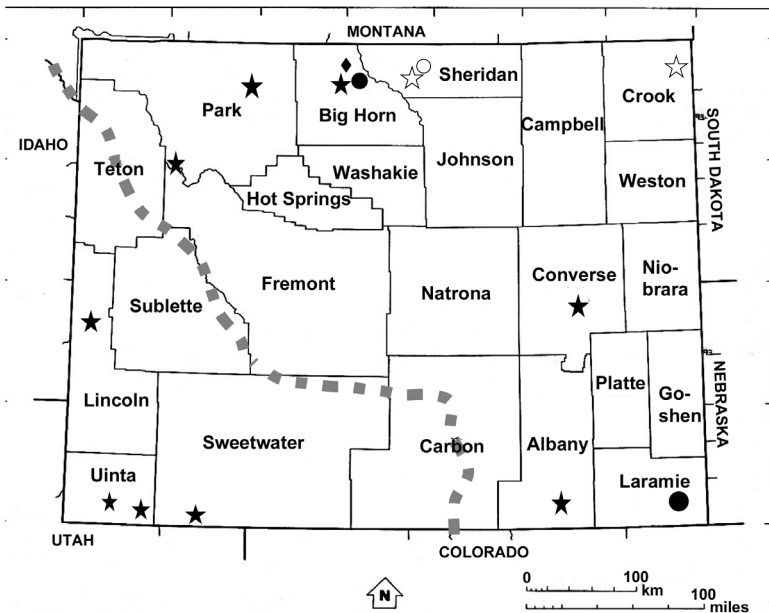 MONTANA
Park
Big Horn
Sheridan
Crook
Campbell
IDAHO
SOUTH DAKOTA
Teton
Washakie
Johnson
Hot Springs
Weston
Fremont
Sublette
Natrona
Converse
Nio-
brara
Lincoln
Sweetwater
Carbon
Albany
Platte
Go-
shen
NEBRASKA
Uinta
Laramie
UTAH
COLORADO
N
0
100
km
100
miles